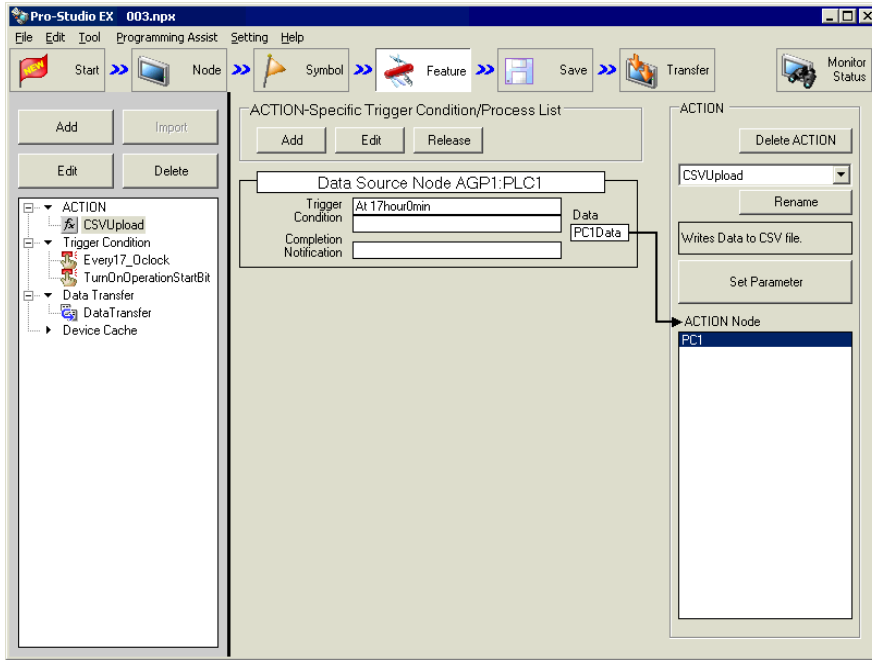 Pro-Studio EX 003.npx
File Edit Tool Programming Assist Setting Help
NEW Start Node Symbol Feature Save Transfer Monitor Status
Add Import
Edit Delete
ACTION
CSVUpload
Trigger Condition
Every17_0clock
TurnOnOperationStartBit
Data Transfer
DataTransfer
Device Cache
ACTION-Specific Trigger Condition/Process List
Add Edit Release
Data Source Node AGP1:PLC1
Trigger Condition
At 17hour0min
Data
PC1Data
Completion Notification
ACTION
Delete ACTION
CSVUpload
Rename
Writes Data to CSV file.
Set Parameter
ACTION Node
PC1